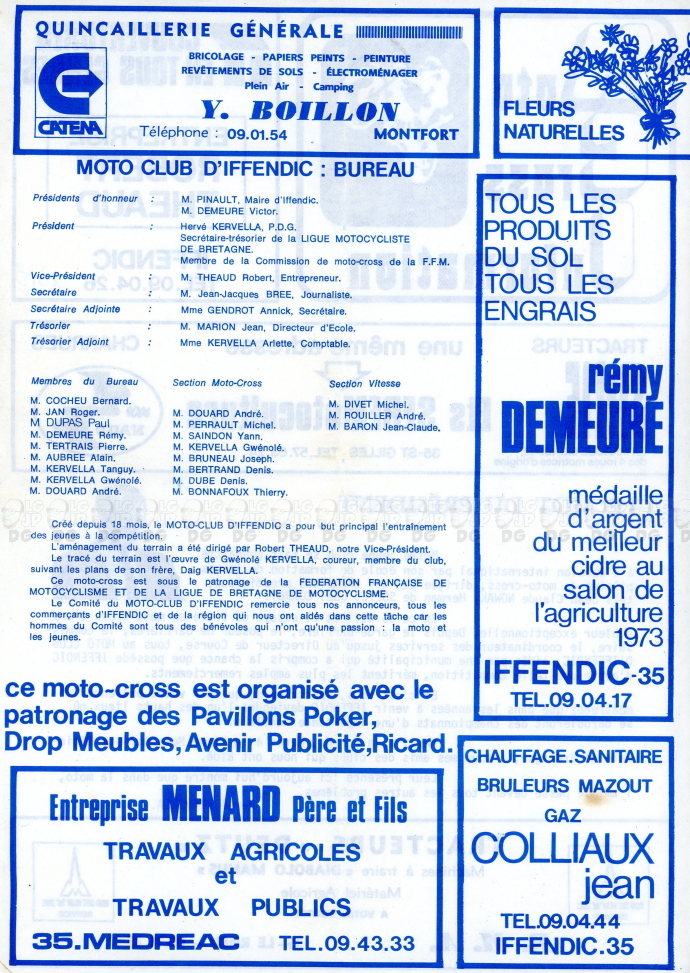 QUINCAILLERIE GÉNÉRALE
BRICOLAGE - PAPIERS PEINTS - PEINTURE
REVÊTEMENTS DE SOLS - ÉLECTROMÉNAGER
Plein Air - Camping
Y. BOILLON
CATENA
Téléphone : 09.01.54 MONTFORT
FLEURS
NATURELLES
MOTO CLUB D'IFFENDIC : BUREAU
Présidents d'honneur : M. PINAULT, Maire d'Iffendic.
M. DEMEURE Victor.
Président : Hervé KERVELLA, P.D.G.
Secrétaire-trésorier de la LIGUE MOTOCYCLISTE
DE BRETAGNE.
Membre de la Commission de moto-cross de la F.F.M.
Vice-Président : M. THEAUD Robert, Entrepreneur.
Secrétaire : M. Jean-Jacques BREE, Journaliste.
Secrétaire Adjointe : Mme GENDROT Annick, Secrétaire.
Trésorier : M. MARION Jean, Directeur d'Ecole.
Trésorier Adjoint : Mme KERVELLA Arlette, Comptable.
Membres du Bureau
M. COCHEU Bernard.
M. JAN Roger.
M DUPAS Paul
M. DEMEURE Rémy.
M. TERTRAIS Pierre.
M. AUBREE Alain.
M. KERVELLA Tanguy.
M. KERVELLA Gwénolé.
M. DOUARD André.
Section Moto-Cross
M. DOUARD André.
M. PERRAULT Michel.
M. SAINDON Yann.
M. KERVELLA Gwénolé.
M. BRUNEAU Joseph.
M. BERTRAND Denis.
M. DUBE Denis.
M. BONNAFOUX Thierry.
Section Vitesse
M. DIVET Michel.
M. ROUILLER André.
M. BARON Jean-Claude.
Créé depuis 18 mois, le MOTO-CLUB D'IFFENDIC a pour but principal l'entraînement
des jeunes à la compétition.
L'aménagement du terrain a été dirigé par Robert THEAUD, notre Vice-Président.
Le tracé du terrain est l'œuvre de Gwénolé KERVELLA, coureur, membre du club,
suivant les plans de son frère, Craig KERVELLA.
Ce moto-cross est sous le patronage de la FEDERATION FRANÇAISE DE
MOTOCYCLISME ET DE LA LIGUE DE BRETAGNE DE MOTOCYCLISME.
Le Comité du MOTO-CLUB D'IFFENDIC remercie tous nos annonceurs, tous les
commerçants d'IFFENDIC et de la région qui nous ont aidés dans cette tâche car les
hommes du Comité sont tous des bénévoles qui n'ont qu'une passion : la moto et
les jeunes.
ce moto-cross est organisé avec le
patronage des Pavillons Poker,
Drop Meubles, Avenir Publicité, Ricard.
TOUS LES
PRODUITS
DU SOL
TOUS LES
ENGRAIS
rémy
DEMEURE
médaille
d'argent
du meilleur
cidre au
salon de
l'agriculture
1973
IFFENDIC-35
TEL.09.04.17
Entreprise MENARD Père et Fils
TRAVAUX AGRICOLES
et
TRAVAUX PUBLICS
35.MEDREAC TEL.09.43.33
CHAUFFAGE.SANITAIRE
BRULEURS MAZOUT
GAZ
COLLIAUX
jean
TEL.09.04.44
IFFENDIC.35